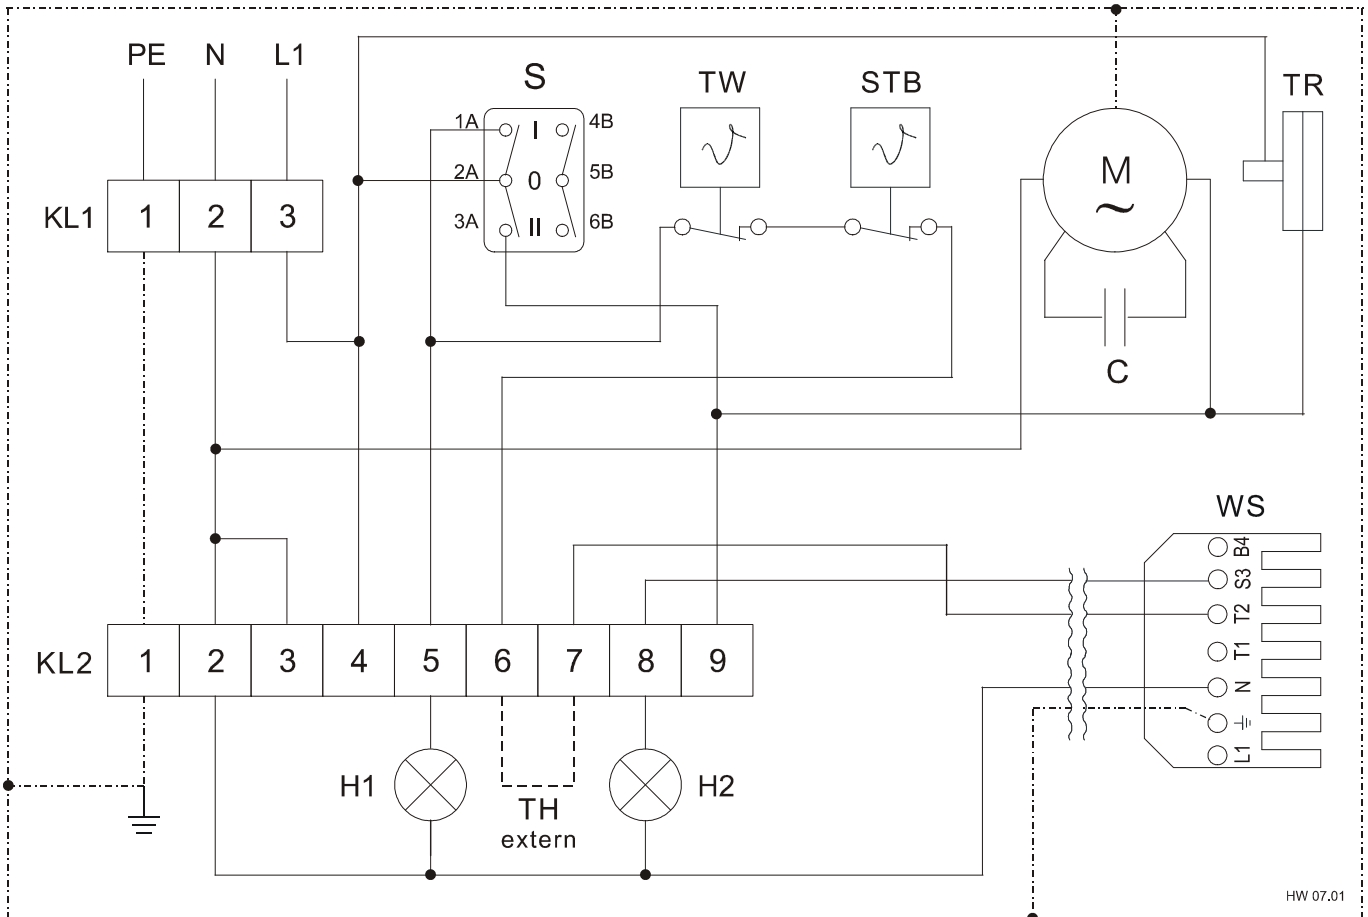 PE N L1
S
TW
STB
TR
1A I 4B
2A 0 5B
3A II 6B
M
~
KL1 1 2 3
C
WS
B4
S3
T2
T1
N
L1
KL2 1 2 3 4 5 6 7 8 9
H1
TH
extern
H2
HW 07.01